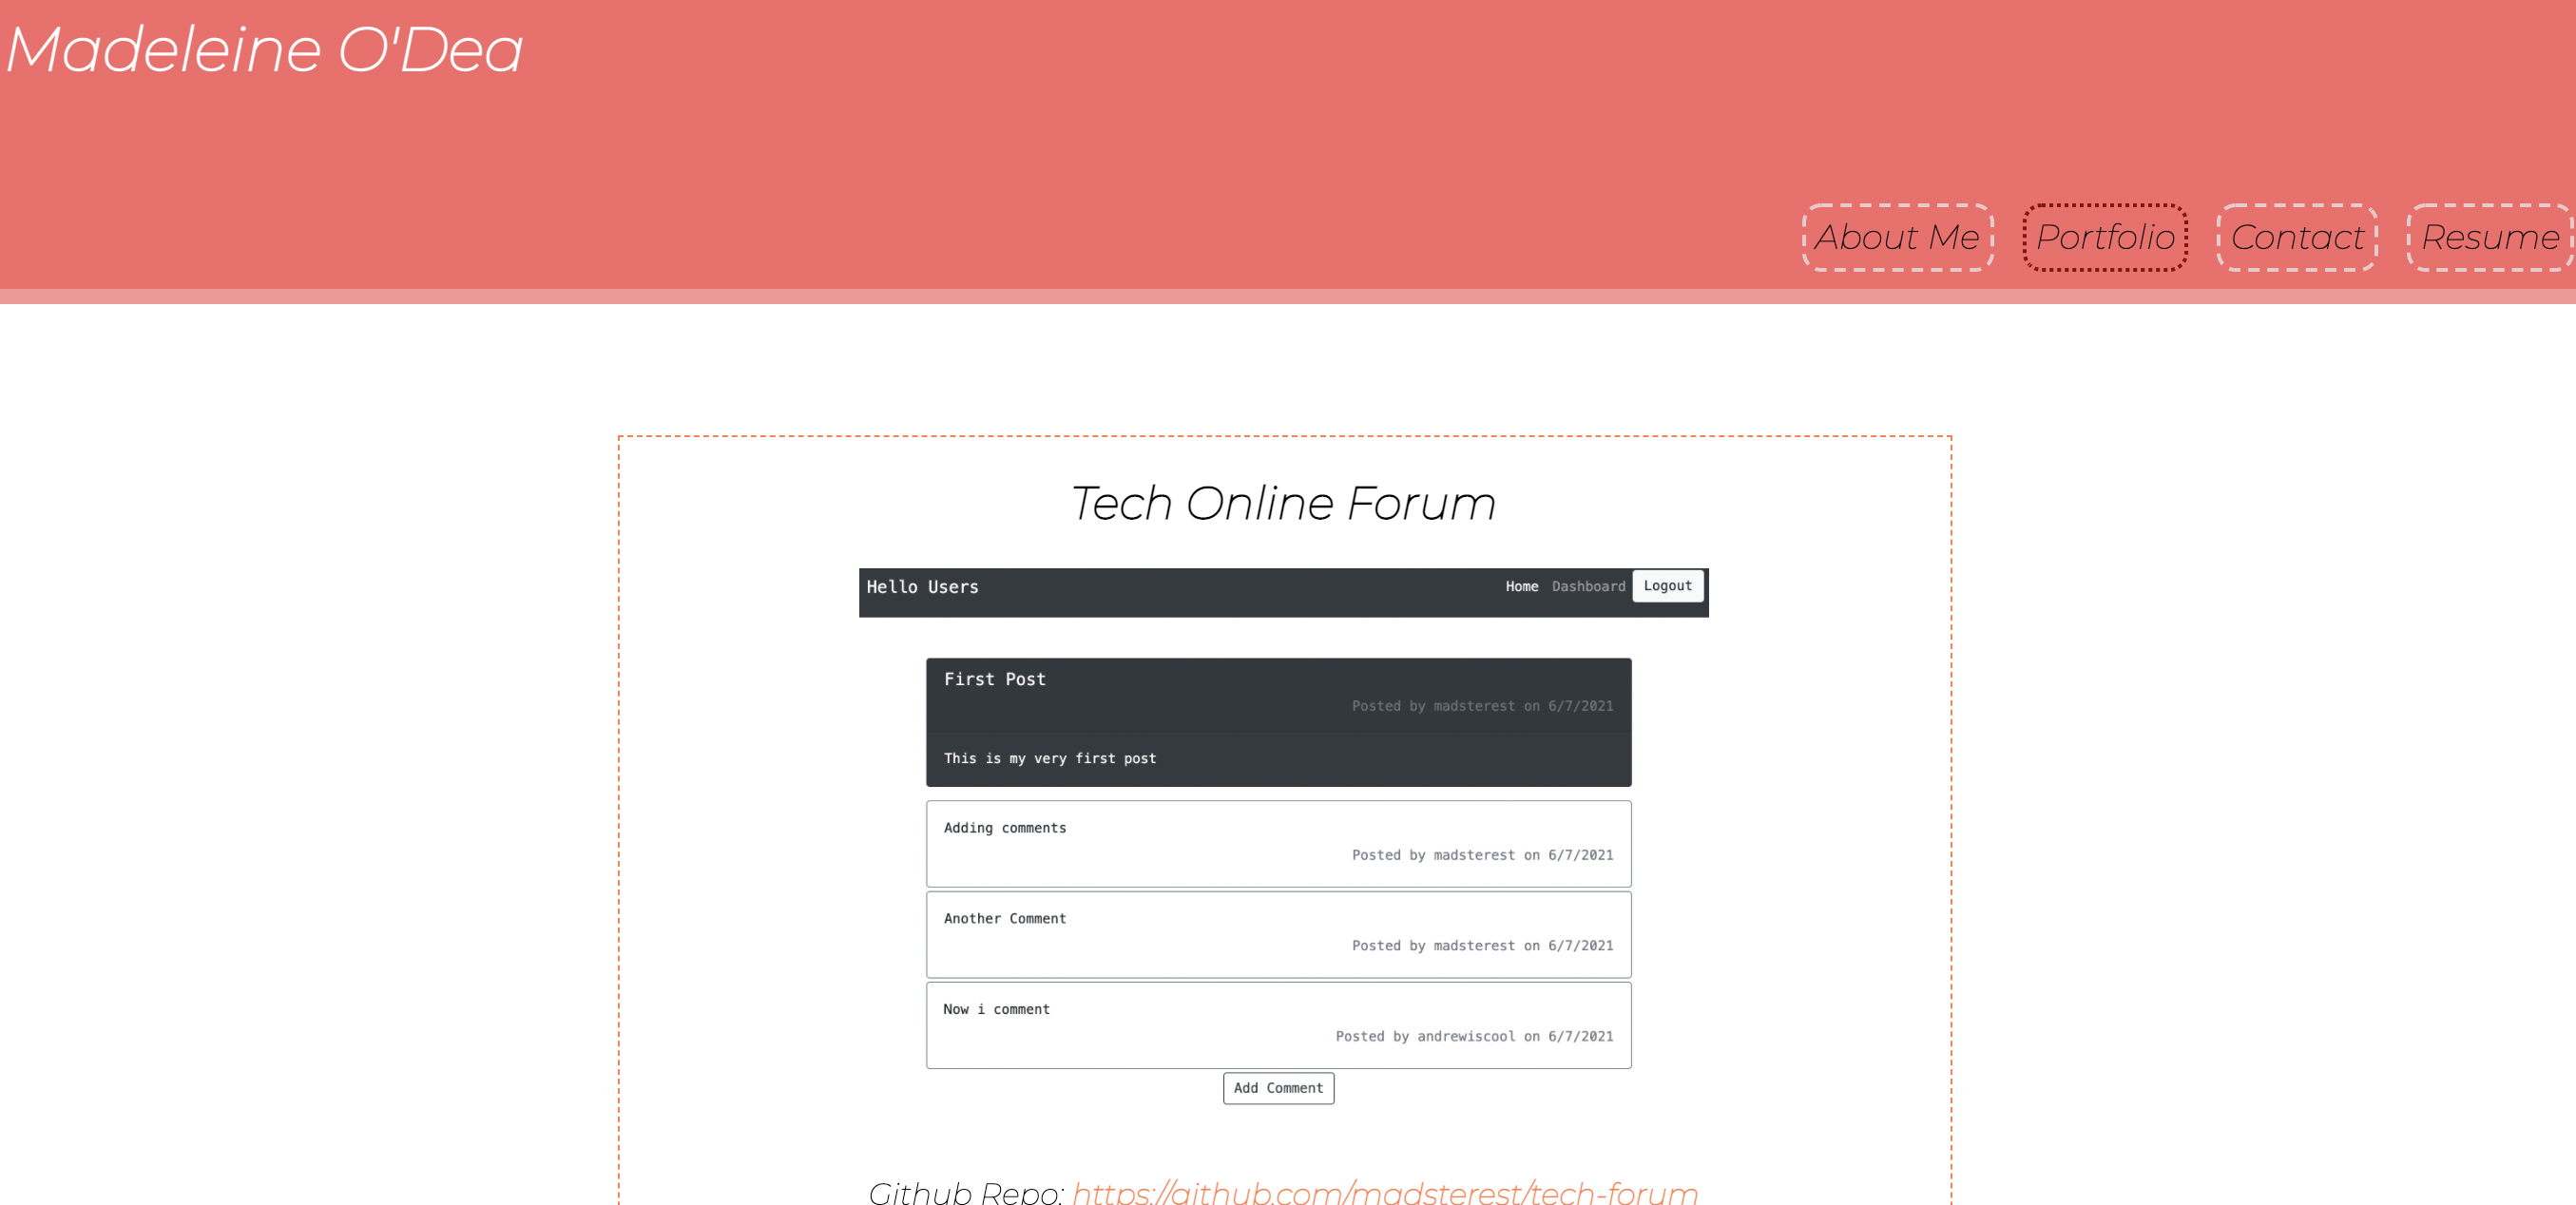 Madeleine O'Dea
About Me Portfolio Contact Resume
Tech Online Forum
Hello Users Home Dashboard Logout
First Post
Posted by madsterest on 6/7/2021
This is my very first post
Adding comments
Posted by madsterest on 6/7/2021
Another Comment
Posted by madsterest on 6/7/2021
Now i comment
Posted by andrewiscool on 6/7/2021
Add Comment
Github Repo: https://github.com/madsterest/tech-forum